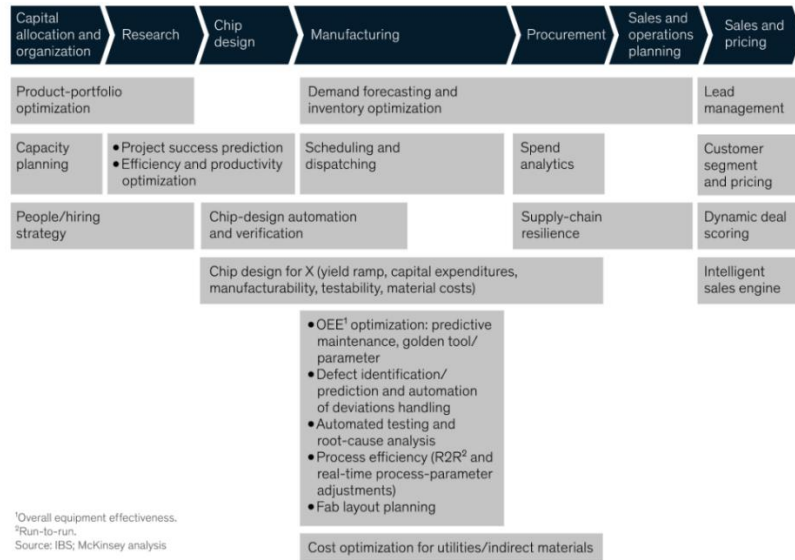 Capital
allocation and
organization
Research
Chip
design
Manufacturing
Procurement
Sales and
operations
planning
Sales and
pricing
Product-portfolio
optimization
Demand forecasting and
inventory optimization
Lead
management
Capacity
planning
•Project success prediction
•Efficiency and productivity
optimization
Scheduling and
dispatching
Spend
analytics
Customer
segment
and pricing
People/hiring
strategy
Chip-design automation
and verification
Supply-chain
resilience
Dynamic deal
scoring
Chip design for X (yield ramp, capital expenditures,
manufacturability, testability, material costs)
Intelligent
sales engine
•OEE¹ optimization: predictive
maintenance, golden tool/
parameter
•Defect identification/
prediction and automation
of deviations handling
•Automated testing and
root-cause analysis
•Process efficiency (R2R² and
real-time process-parameter
adjustments)
•Fab layout planning
Cost optimization for utilities/indirect materials
¹Overall equipment effectiveness.
²Run-to-run.
Source: IBS; McKinsey analysis